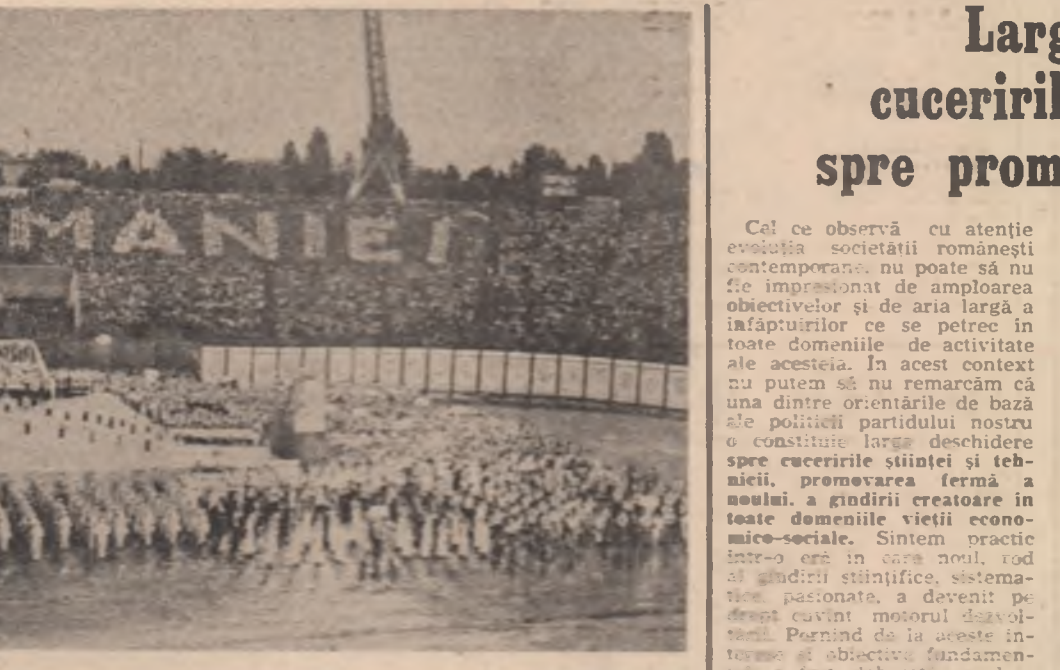 MANIEI
Larg
cuceriril
spre prom
Cel ce observă cu atenție
evoluția societății românești
contemporane, nu poate să nu
fie impresionat de amploarea
obiectivelor și de aria largă a
înfăptuirilor ce se petrec în
toate domeniile de activitate
ale acesteia. În acest context
nu putem să nu remarcăm că
una dintre orientările de bază
ale politicii partidului nostru
o constituie larga deschidere
spre cuceririle științei și teh-
nicii, promovarea fermă a
noului, a gîndirii creatoare în
toate domeniile vieții econo-
mico-sociale. Sîntem practic
într-o eră în care noul, rod
al gîndirii științifice, sistema-
tice, pasionate, a devenit pe
drept cuvînt motorul dezvol-
tării. Pornind de la aceste in-
și obiective fundamen-